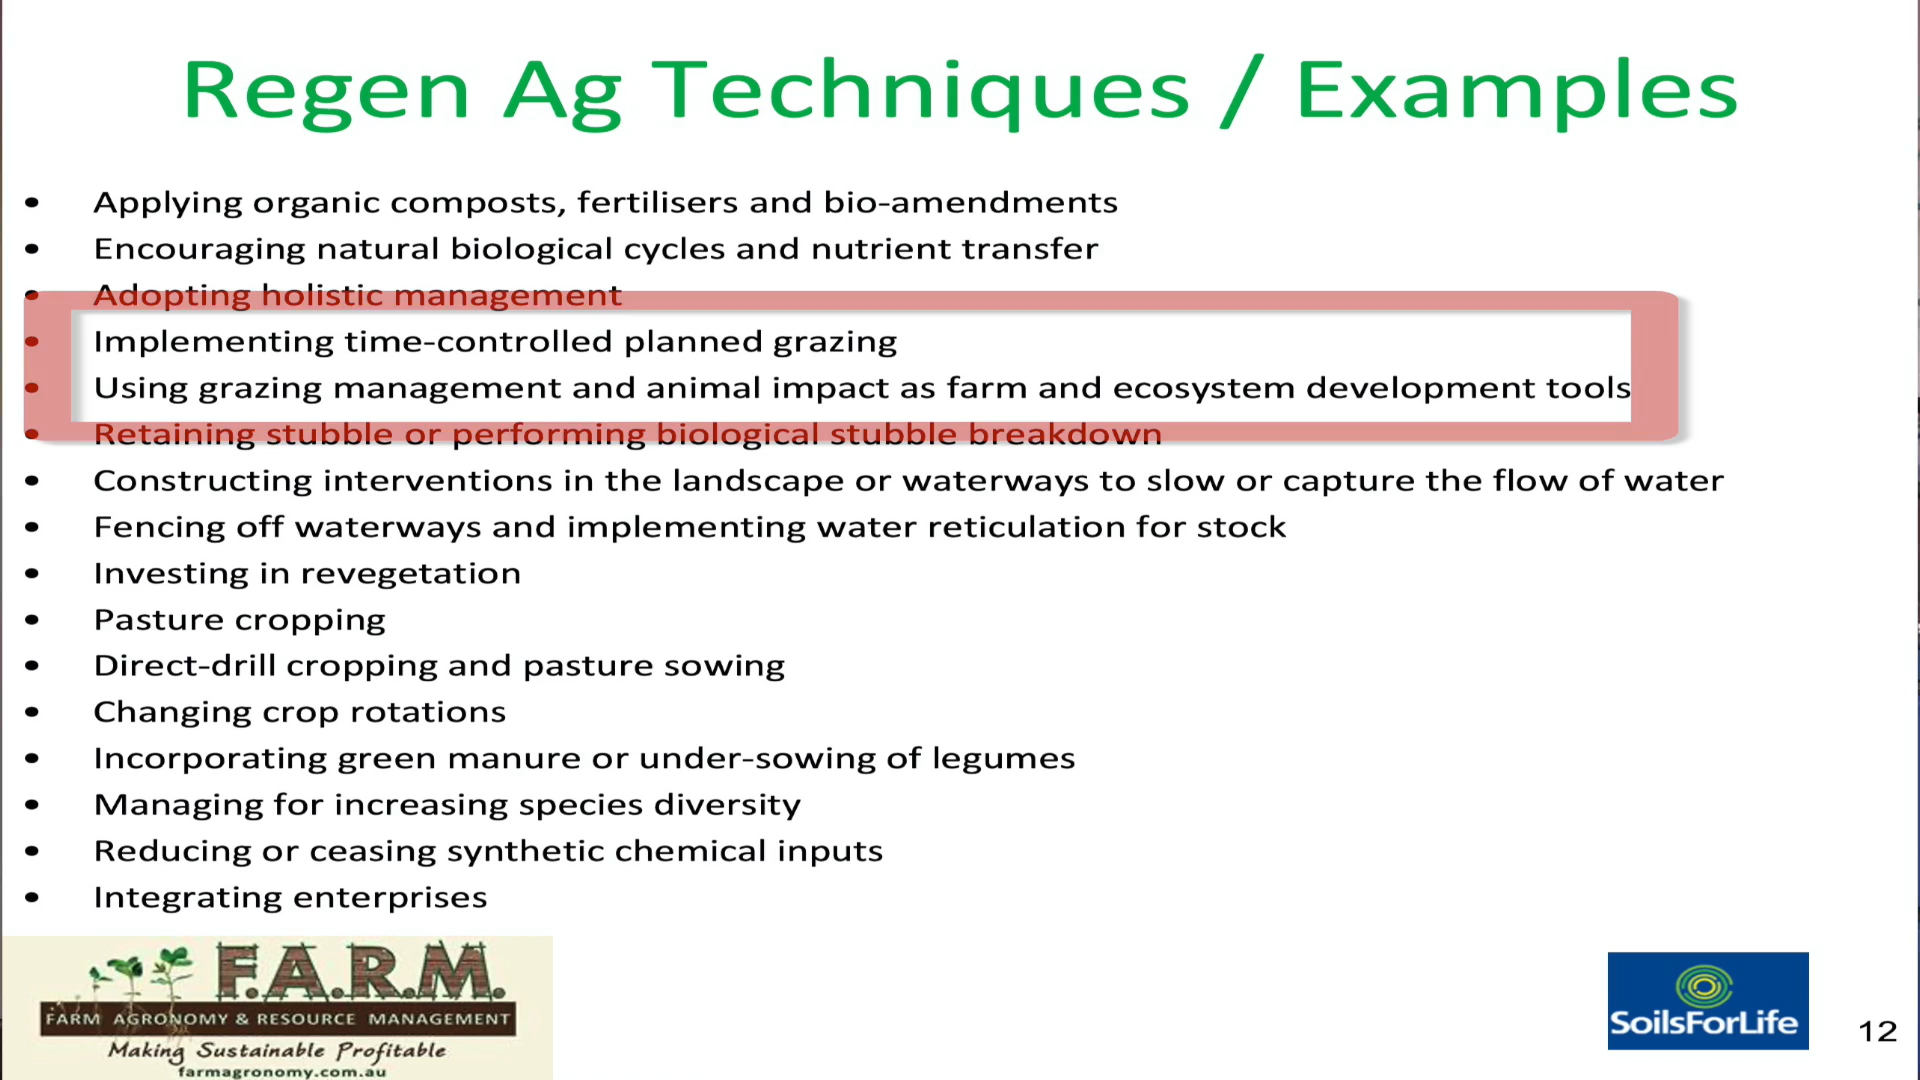 Regen Ag Techniques / Examples
• Applying organic composts, fertilisers and bio-amendments
• Encouraging natural biological cycles and nutrient transfer
• Adopting holistic management
• Implementing time-controlled planned grazing
• Using grazing management and animal impact as farm and ecosystem development tools
• Retaining stubble or performing biological stubble breakdown
• Constructing interventions in the landscape or waterways to slow or capture the flow of water
• Fencing off waterways and implementing water reticulation for stock
• Investing in revegetation
• Pasture cropping
• Direct-drill cropping and pasture sowing
• Changing crop rotations
• Incorporating green manure or under-sowing of legumes
• Managing for increasing species diversity
• Reducing or ceasing synthetic chemical inputs
• Integrating enterprises
F.A.R.M.
FARM AGRONOMY & RESOURCE MANAGEMENT
Making Sustainable Profitable
farmagronomy.com.au
SoilsForLife
12